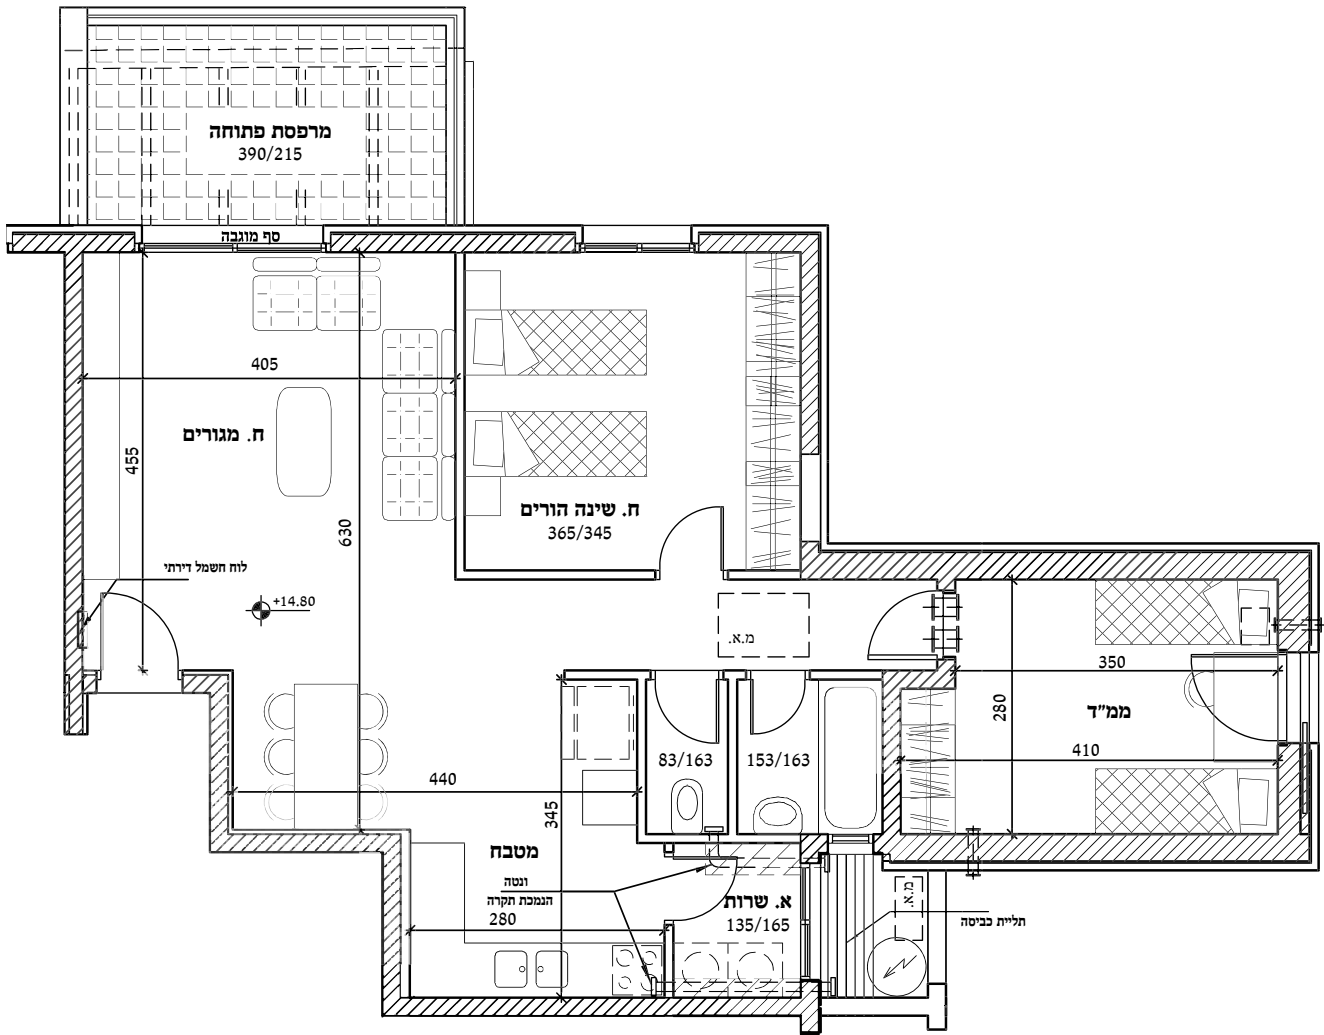 מרפסת פתוחה
390/215
סף מוגבה
405
ח. מגורים
455
630
ח. שינה הורים
365/345
לוח חשמל דירתי
+14.80
מ.א.
350
280
ממ״ד
410
83/163
153/163
440
345
מטבח
ונטה
הנמכת תקרה
280
א. שרות
135/165
מ.א.
תליית כביסה